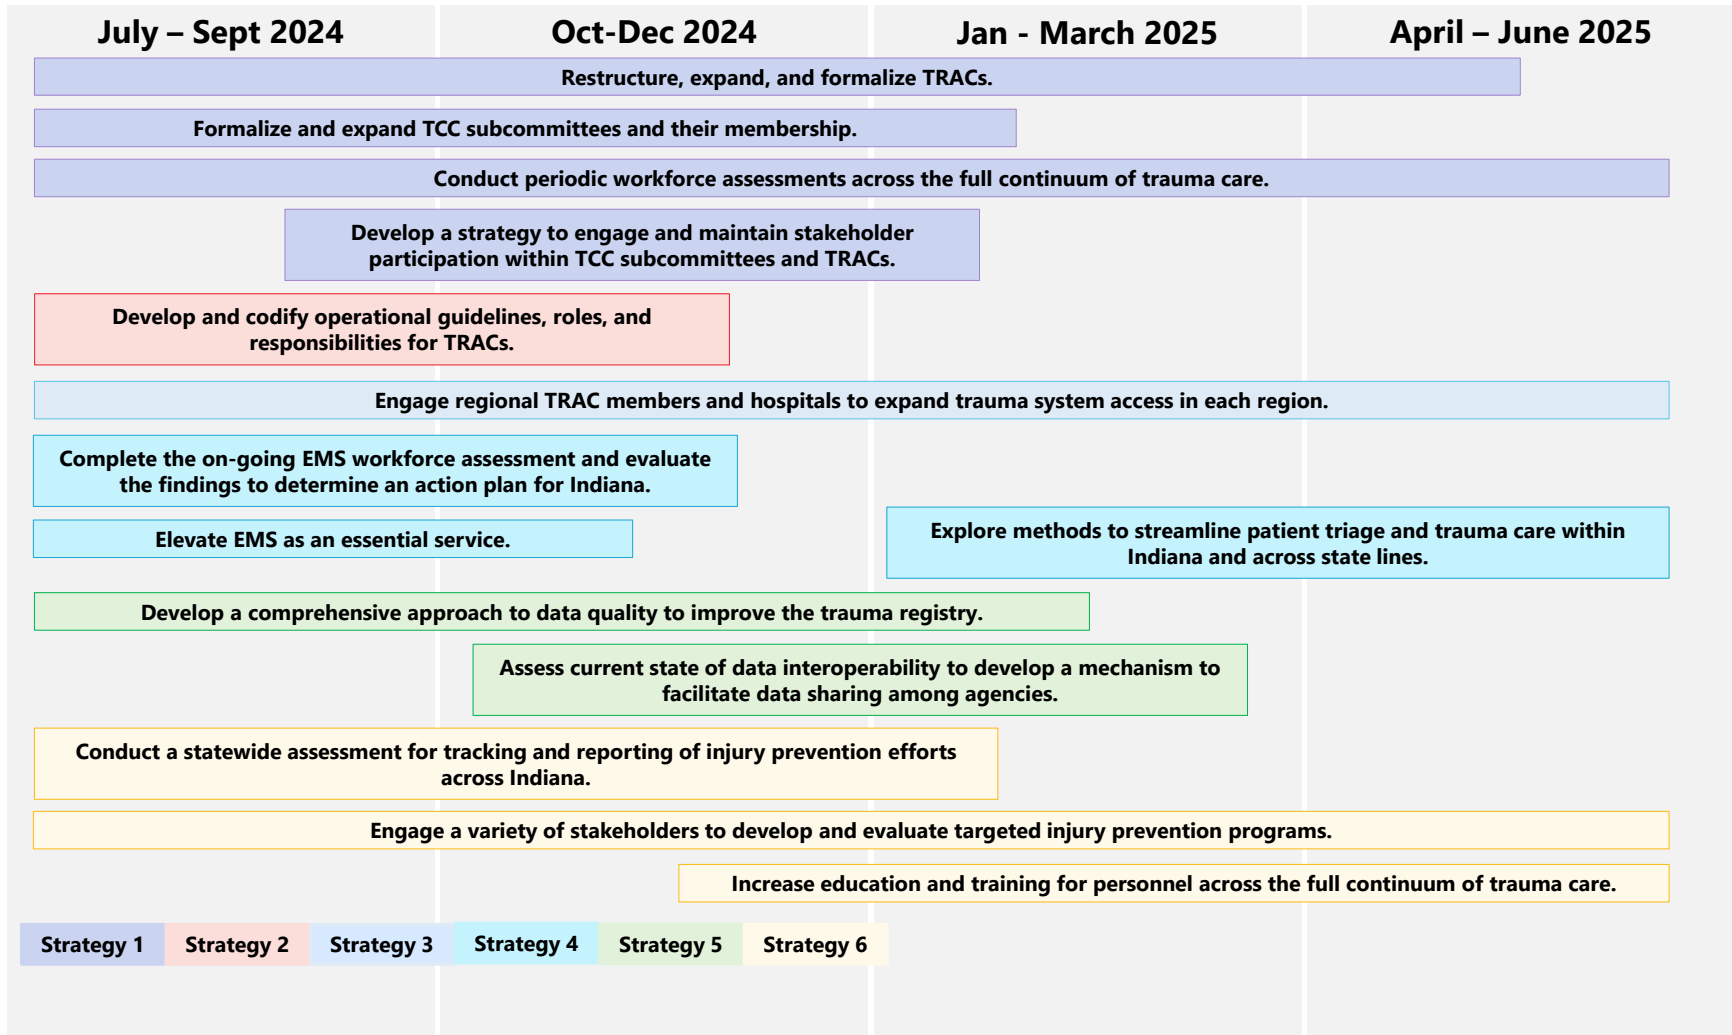 July – Sept 2024
Oct-Dec 2024
Jan - March 2025
April – June 2025
Restructure, expand, and formalize TRACs.
Formalize and expand TCC subcommittees and their membership.
Conduct periodic workforce assessments across the full continuum of trauma care.
Develop a strategy to engage and maintain stakeholder
participation within TCC subcommittees and TRACs.
Develop and codify operational guidelines, roles, and
responsibilities for TRACs.
Engage regional TRAC members and hospitals to expand trauma system access in each region.
Complete the on-going EMS workforce assessment and evaluate
the findings to determine an action plan for Indiana.
Elevate EMS as an essential service.
Explore methods to streamline patient triage and trauma care within
Indiana and across state lines.
Develop a comprehensive approach to data quality to improve the trauma registry.
Assess current state of data interoperability to develop a mechanism to
facilitate data sharing among agencies.
Conduct a statewide assessment for tracking and reporting of injury prevention efforts
across Indiana.
Engage a variety of stakeholders to develop and evaluate targeted injury prevention programs.
Increase education and training for personnel across the full continuum of trauma care.
Strategy 1
Strategy 2
Strategy 3
Strategy 4
Strategy 5
Strategy 6